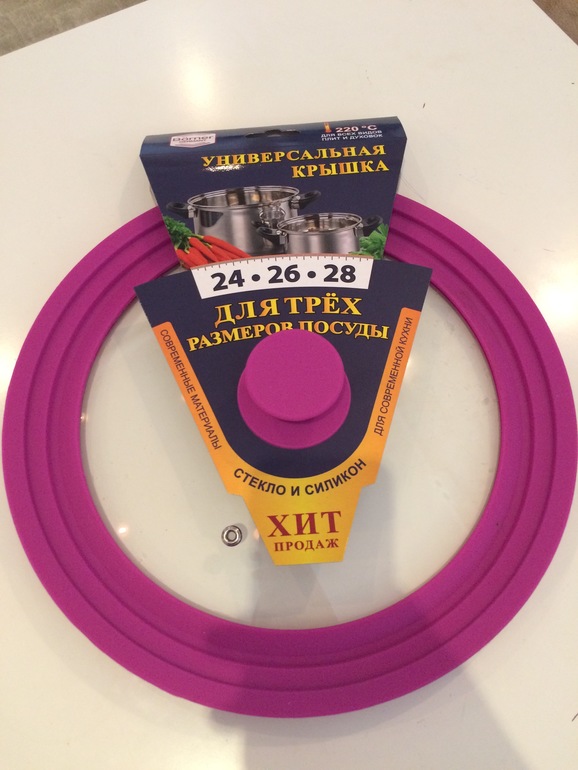 Börner
220 °C
ДЛЯ ВСЕХ ВИДОВ
ПЛИТ И ДУХОВОК
УНИВЕРСАЛЬНАЯ
КРЫШКА
24 • 26 • 28
ДЛЯ ТРЁХ
РАЗМЕРОВ ПОСУДЫ
СОВРЕМЕННЫЕ МАТЕРИАЛЫ
ДЛЯ СОВРЕМЕННОЙ КУХНИ
СТЕКЛО И СИЛИКОН
ХИТ
ПРОДАЖ